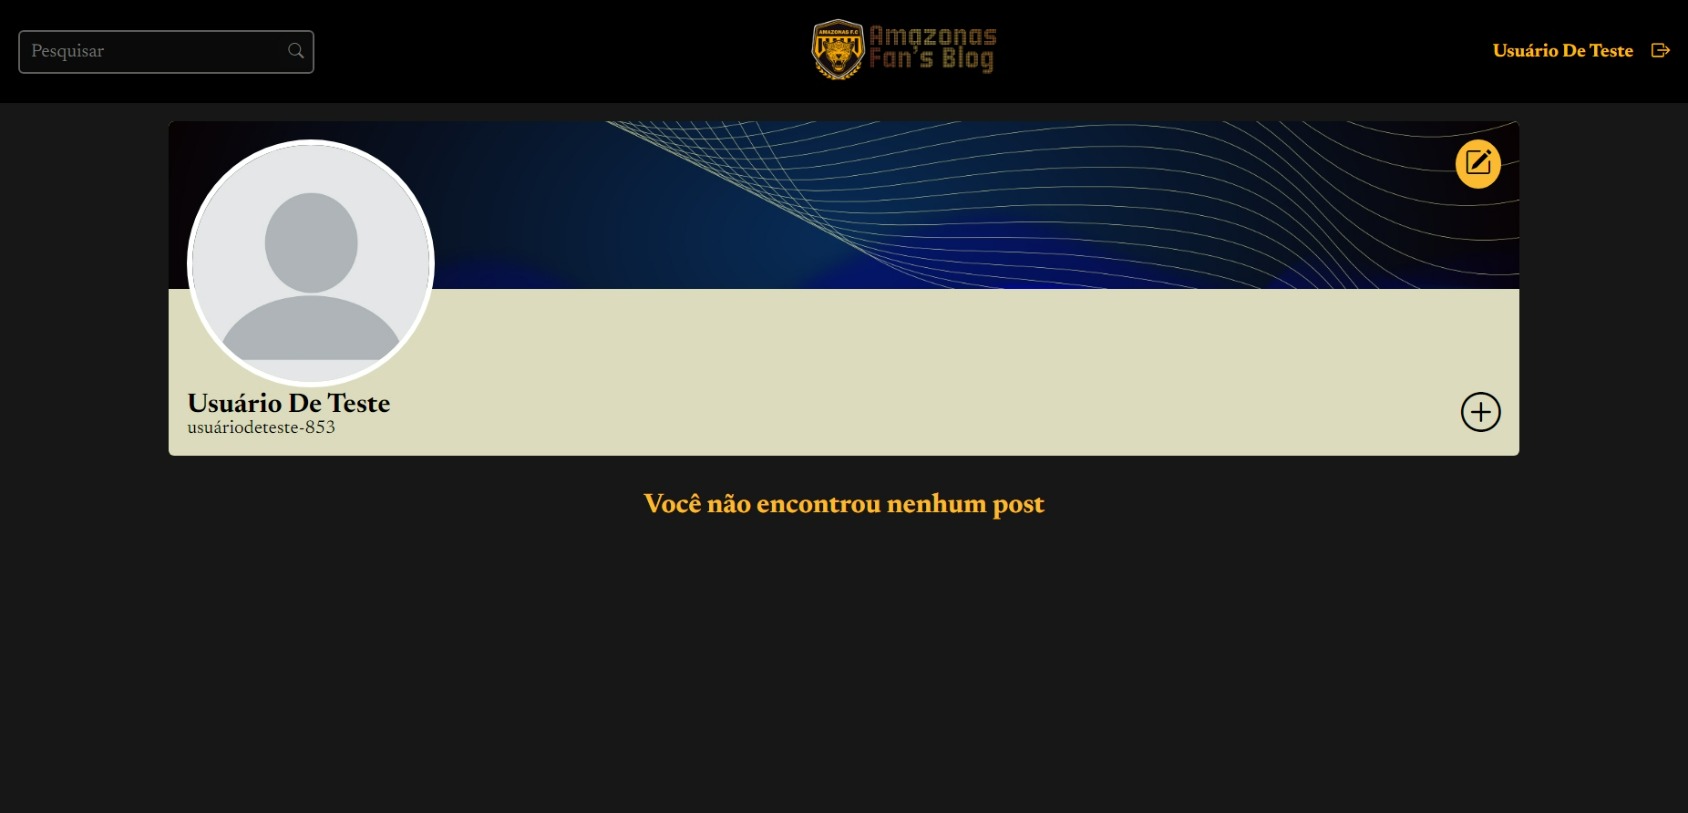 Pesquisar
AMAZONAS F.C
Amazonas
Fan's Blog
Usuário De Teste
Usuário De Teste
usuáriodeteste-853
Você não encontrou nenhum post